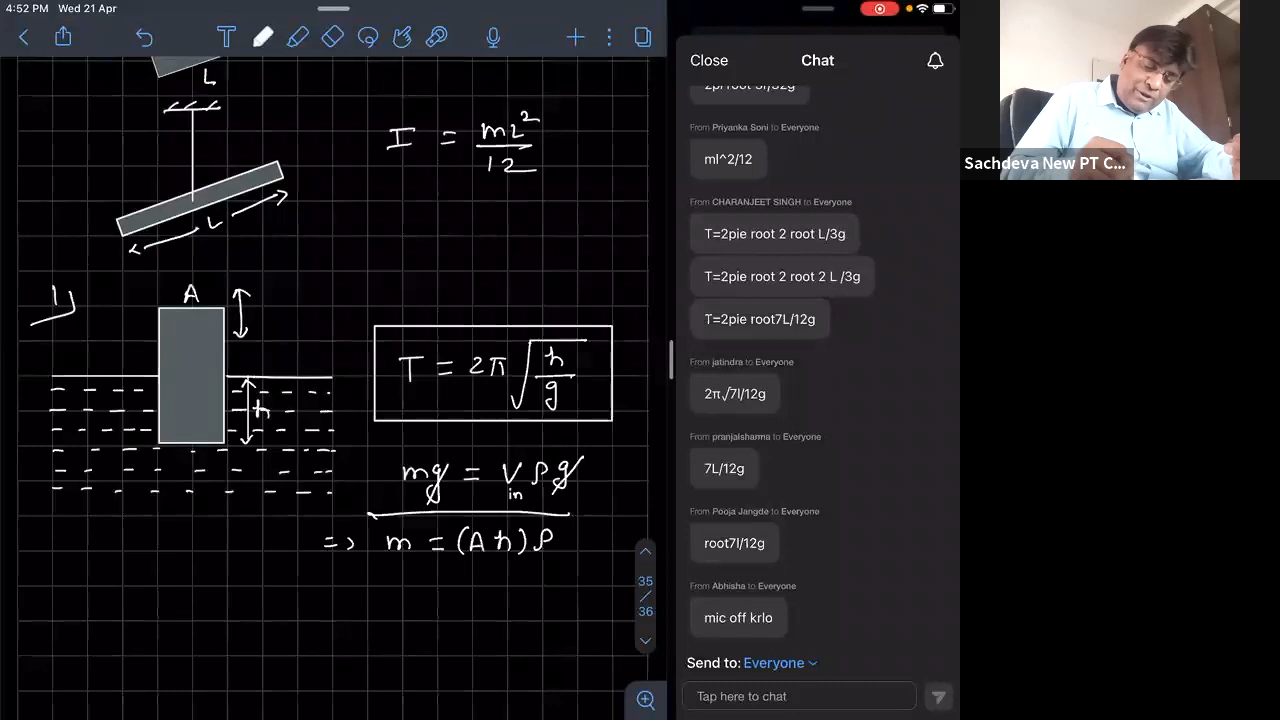 4:52 PM Wed 21 Apr
T
L
I = mL²/12
L
1)
A
h
T = 2π √(h/g)
mg = V_in ρ g
=> m = (A h) ρ
35
36
Close
Chat
From Priyanka Soni to Everyone
ml^2/12
From CHARANJEET SINGH to Everyone
T=2pie root 2 root L/3g
T=2pie root 2 root 2 L /3g
T=2pie root7L/12g
From jatindra to Everyone
2π√7l/12g
From pranjalsharma to Everyone
7L/12g
From Pooja Jangde to Everyone
root7l/12g
From Abhisha to Everyone
mic off krlo
Send to: Everyone
Tap here to chat
Sachdeva New PT C...